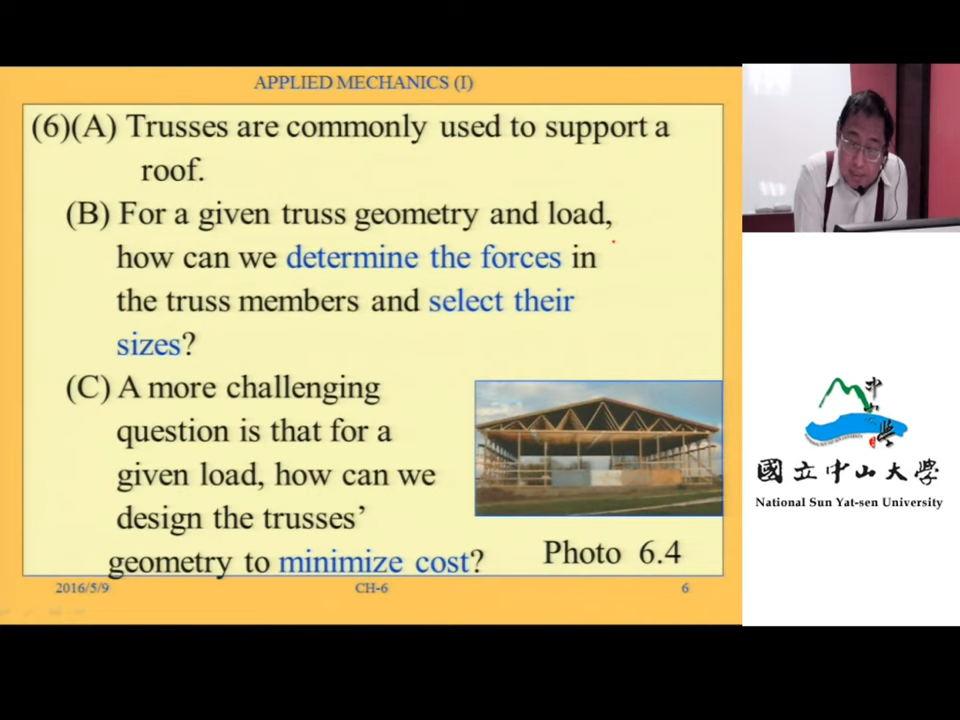 APPLIED MECHANICS (I)
(6)(A) Trusses are commonly used to support a
roof.
(B) For a given truss geometry and load,
how can we determine the forces in
the truss members and select their
sizes?
(C) A more challenging
question is that for a
given load, how can we
design the trusses’
geometry to minimize cost?
Photo 6.4
2016/5/9
CH-6
6
國立中山大學
National Sun Yat-sen University